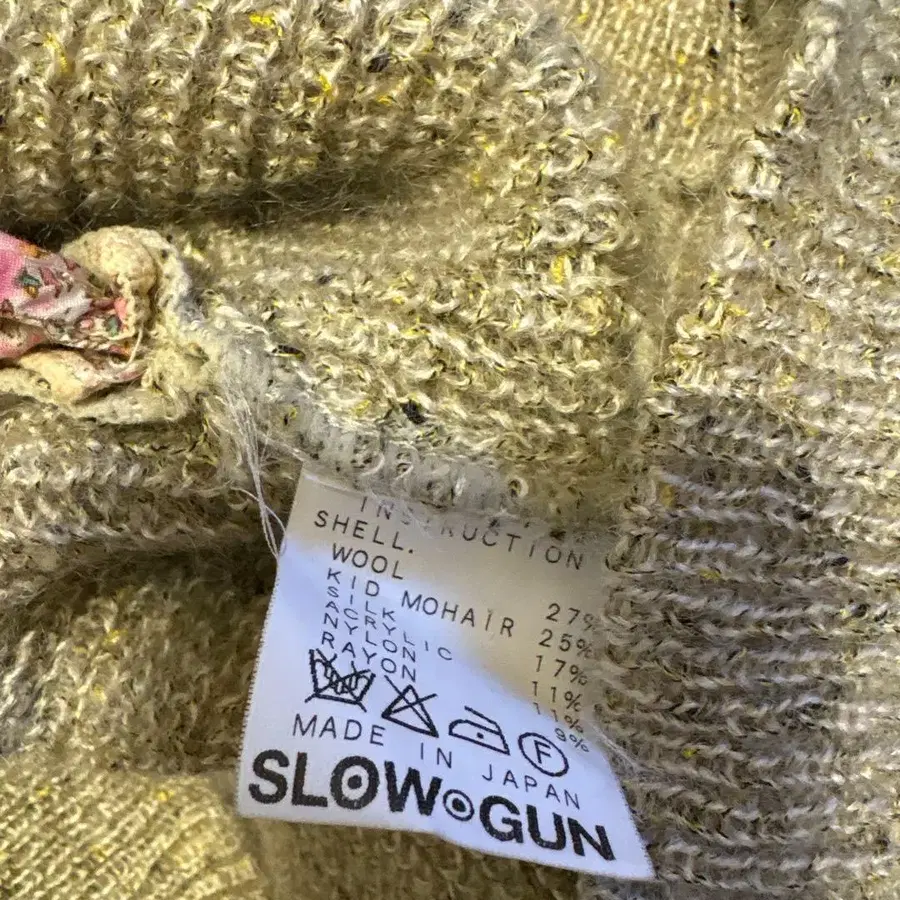 INSTRUCTION
SHELL.
WOOL 27%
KID MOHAIR 25%
SILK 17%
ACRYLIC 11%
NYLON 11%
RAYON 9%
F
MADE IN JAPAN
SLOW GUN